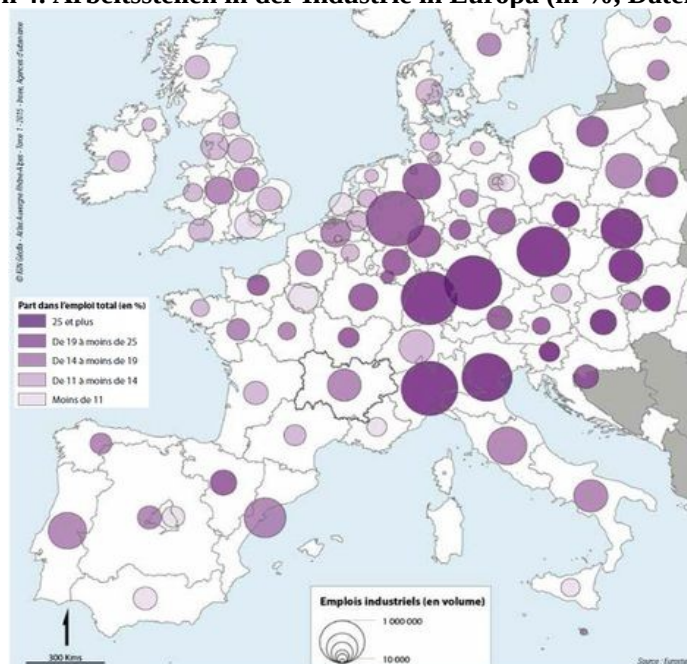 4: Arbeitsstellen in der Industrie in Europa (in %, Daten
Part dans l'emploi total (en %)
25 et plus
De 19 à moins de 25
De 14 à moins de 19
De 11 à moins de 14
Moins de 11
Emplois industriels (en volume)
1 000 000
10 000
300 Kms
Source :